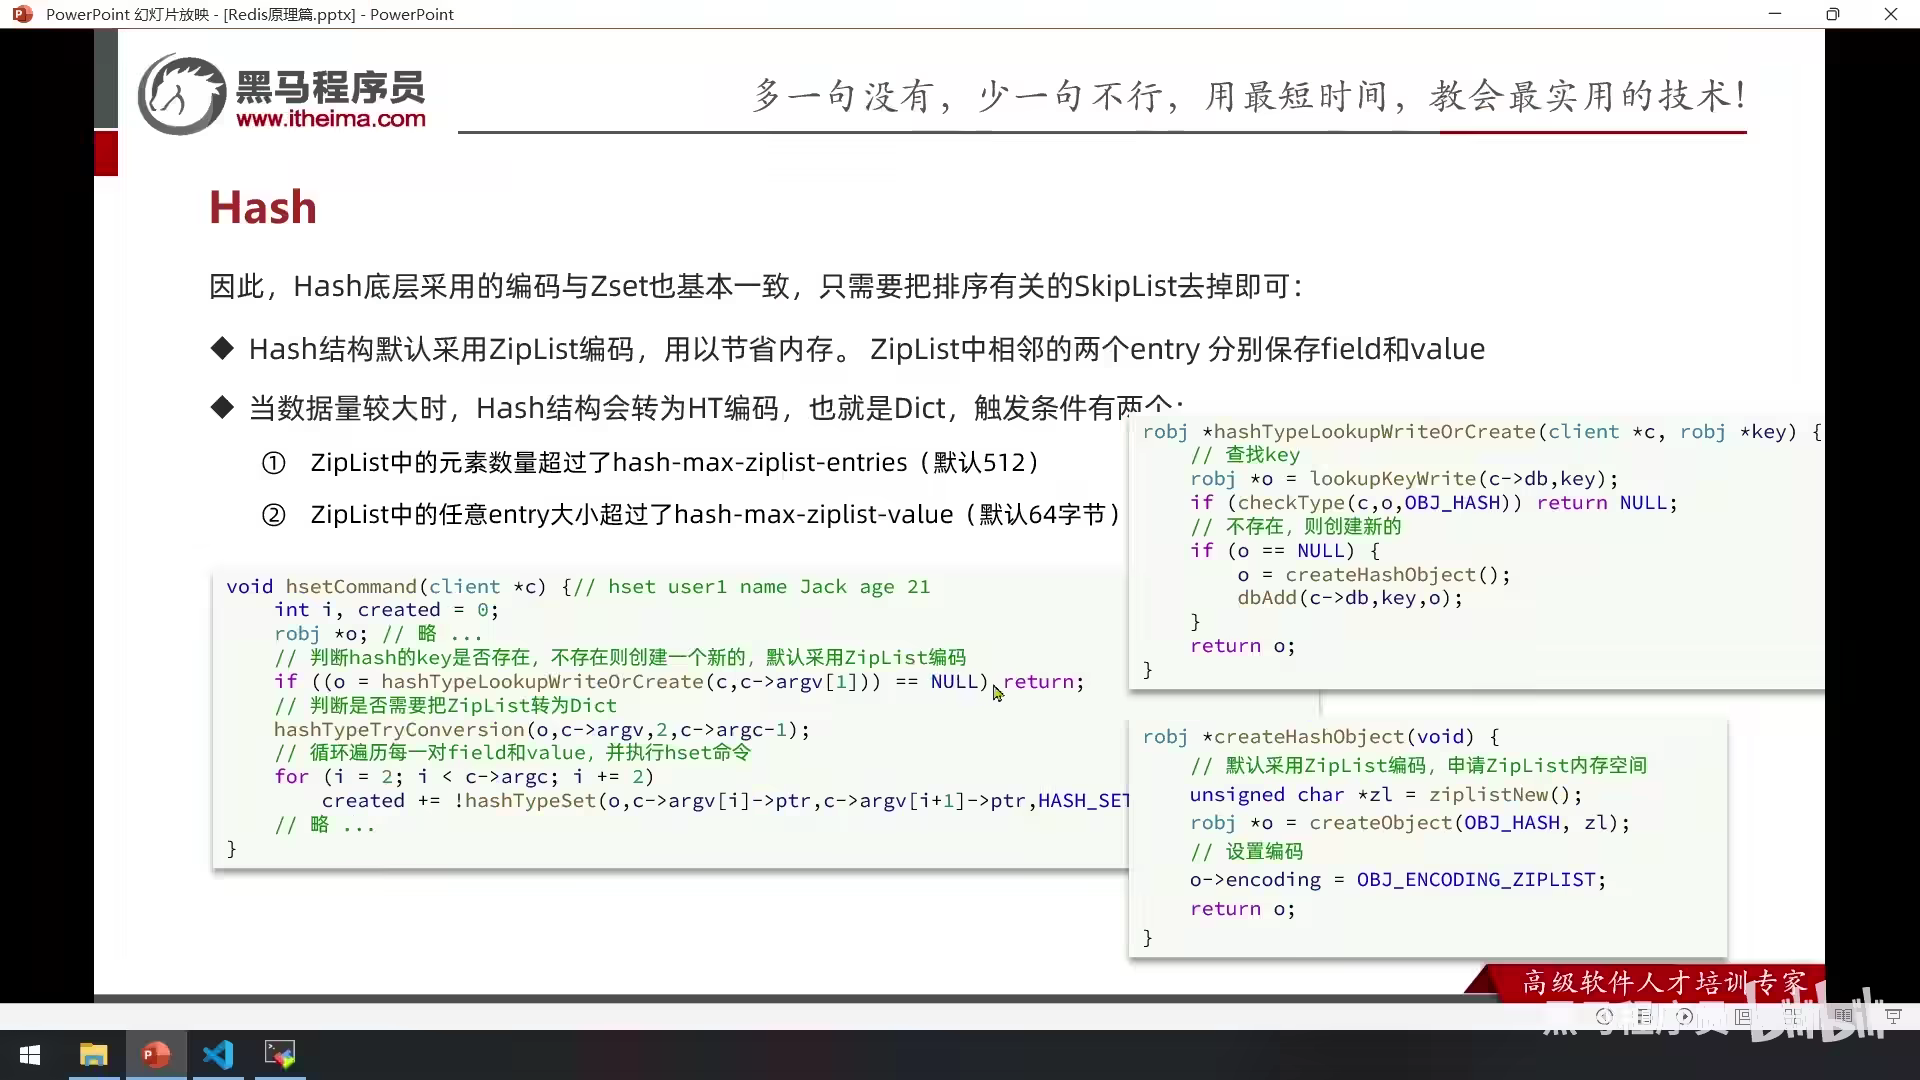 PowerPoint 幻灯片放映 - [Redis原理篇.pptx] - PowerPoint
黑马程序员
www.itheima.com
多一句没有，少一句不行，用最短时间，教会最实用的技术！
Hash
因此，Hash底层采用的编码与Zset也基本一致，只需要把排序有关的SkipList去掉即可：
◆ Hash结构默认采用ZipList编码，用以节省内存。 ZipList中相邻的两个entry 分别保存field和value
◆ 当数据量较大时，Hash结构会转为HT编码，也就是Dict，触发条件有两个：
① ZipList中的元素数量超过了hash-max-ziplist-entries（默认512）
② ZipList中的任意entry大小超过了hash-max-ziplist-value（默认64字节）
void hsetCommand(client *c) {// hset user1 name Jack age 21
int i, created = 0;
robj *o; // 略 ...
// 判断hash的key是否存在，不存在则创建一个新的，默认采用ZipList编码
if ((o = hashTypeLookupWriteOrCreate(c,c->argv[1])) == NULL) return;
// 判断是否需要把ZipList转为Dict
hashTypeTryConversion(o,c->argv,2,c->argc-1);
// 循环遍历每一对field和value，并执行hset命令
for (i = 2; i < c->argc; i += 2)
created += !hashTypeSet(o,c->argv[i]->ptr,c->argv[i+1]->ptr,HASH_SET
// 略 ...
}
robj *hashTypeLookupWriteOrCreate(client *c, robj *key) {
// 查找key
robj *o = lookupKeyWrite(c->db,key);
if (checkType(c,o,OBJ_HASH)) return NULL;
// 不存在，则创建新的
if (o == NULL) {
o = createHashObject();
dbAdd(c->db,key,o);
}
return o;
}
robj *createHashObject(void) {
// 默认采用ZipList编码，申请ZipList内存空间
unsigned char *zl = ziplistNew();
robj *o = createObject(OBJ_HASH, zl);
// 设置编码
o->encoding = OBJ_ENCODING_ZIPLIST;
return o;
}
高级软件人才培训专家
黑马程序员 bilibili